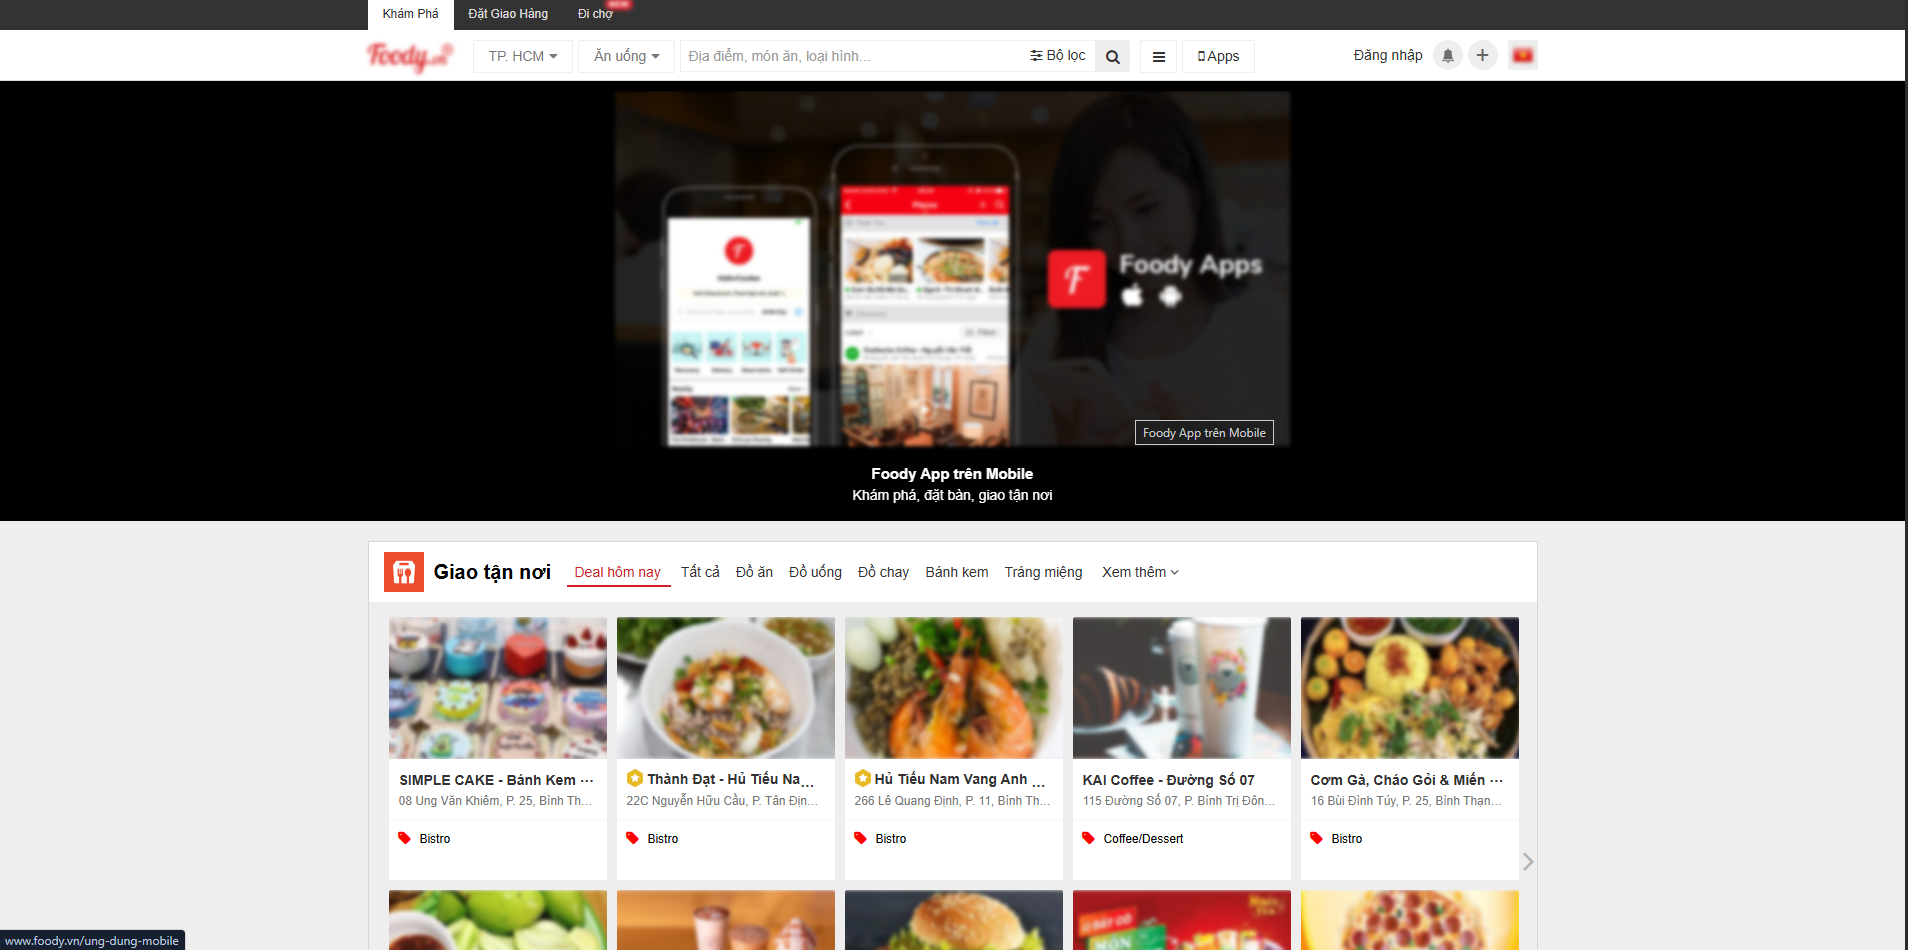 Khám Phá
Đặt Giao Hàng
Đi chợ
NEW
Foody.vn
TP. HCM
Ăn uống
Địa điểm, món ăn, loại hình...
Bộ lọc
Apps
Đăng nhập
Foody Apps
Foody App trên Mobile
Foody App trên Mobile
Khám phá, đặt bàn, giao tận nơi
Giao tận nơi
Deal hôm nay
Tất cả
Đồ ăn
Đồ uống
Đồ chay
Bánh kem
Tráng miệng
Xem thêm
SIMPLE CAKE - Bánh Kem ...
08 Ung Văn Khiêm, P. 25, Bình Th...
Bistro
Thành Đạt - Hủ Tiếu Na ...
22C Nguyễn Hữu Cầu, P. Tân Địn...
Bistro
Hủ Tiếu Nam Vang Anh ...
266 Lê Quang Định, P. 11, Bình Th...
Bistro
KAI Coffee - Đường Số 07
115 Đường Số 07, P. Bình Trị Đôn...
Coffee/Dessert
Cơm Gà, Cháo Gỏi & Miến ...
16 Bùi Đình Túy, P. 25, Bình Thạn...
Bistro
www.foody.vn/ung-dung-mobile